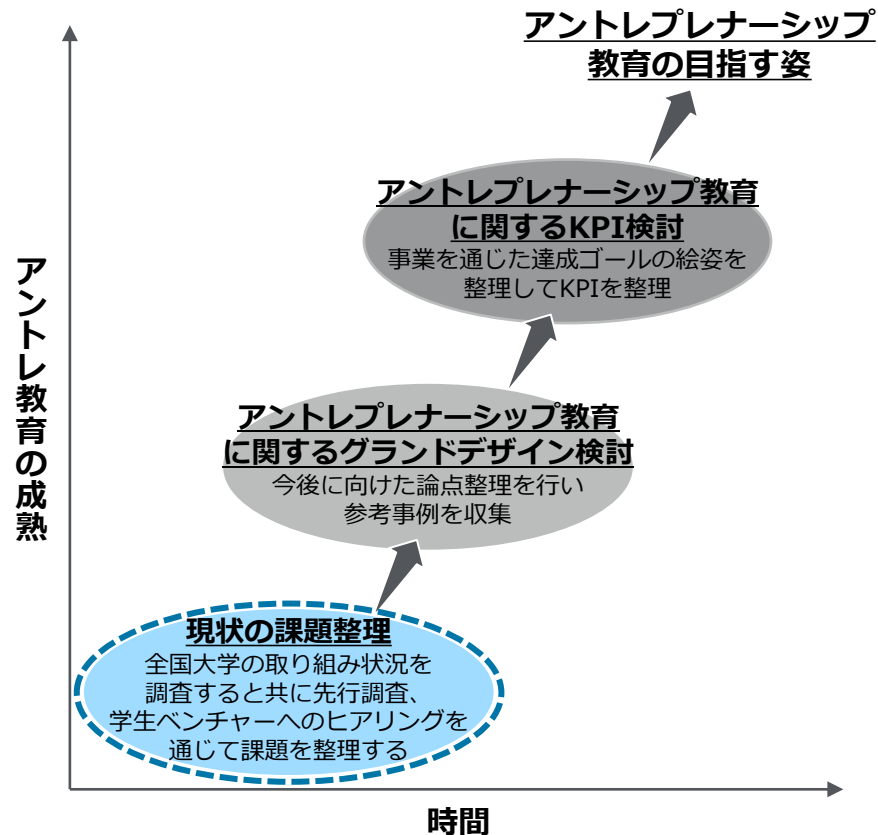 アントレプレナーシップ
教育の目指す姿
アントレプレナーシップ教育
に関するKPI検討
事業を通じた達成ゴールの絵姿を
整理してKPIを整理
アントレ教育の成熟
アントレプレナーシップ教育
に関するグランドデザイン検討
今後に向けた論点整理を行い
参考事例を収集
現状の課題整理
全国大学の取り組み状況を
調査すると共に先行調査、
学生ベンチャーへのヒアリングを
通じて課題を整理する
時間